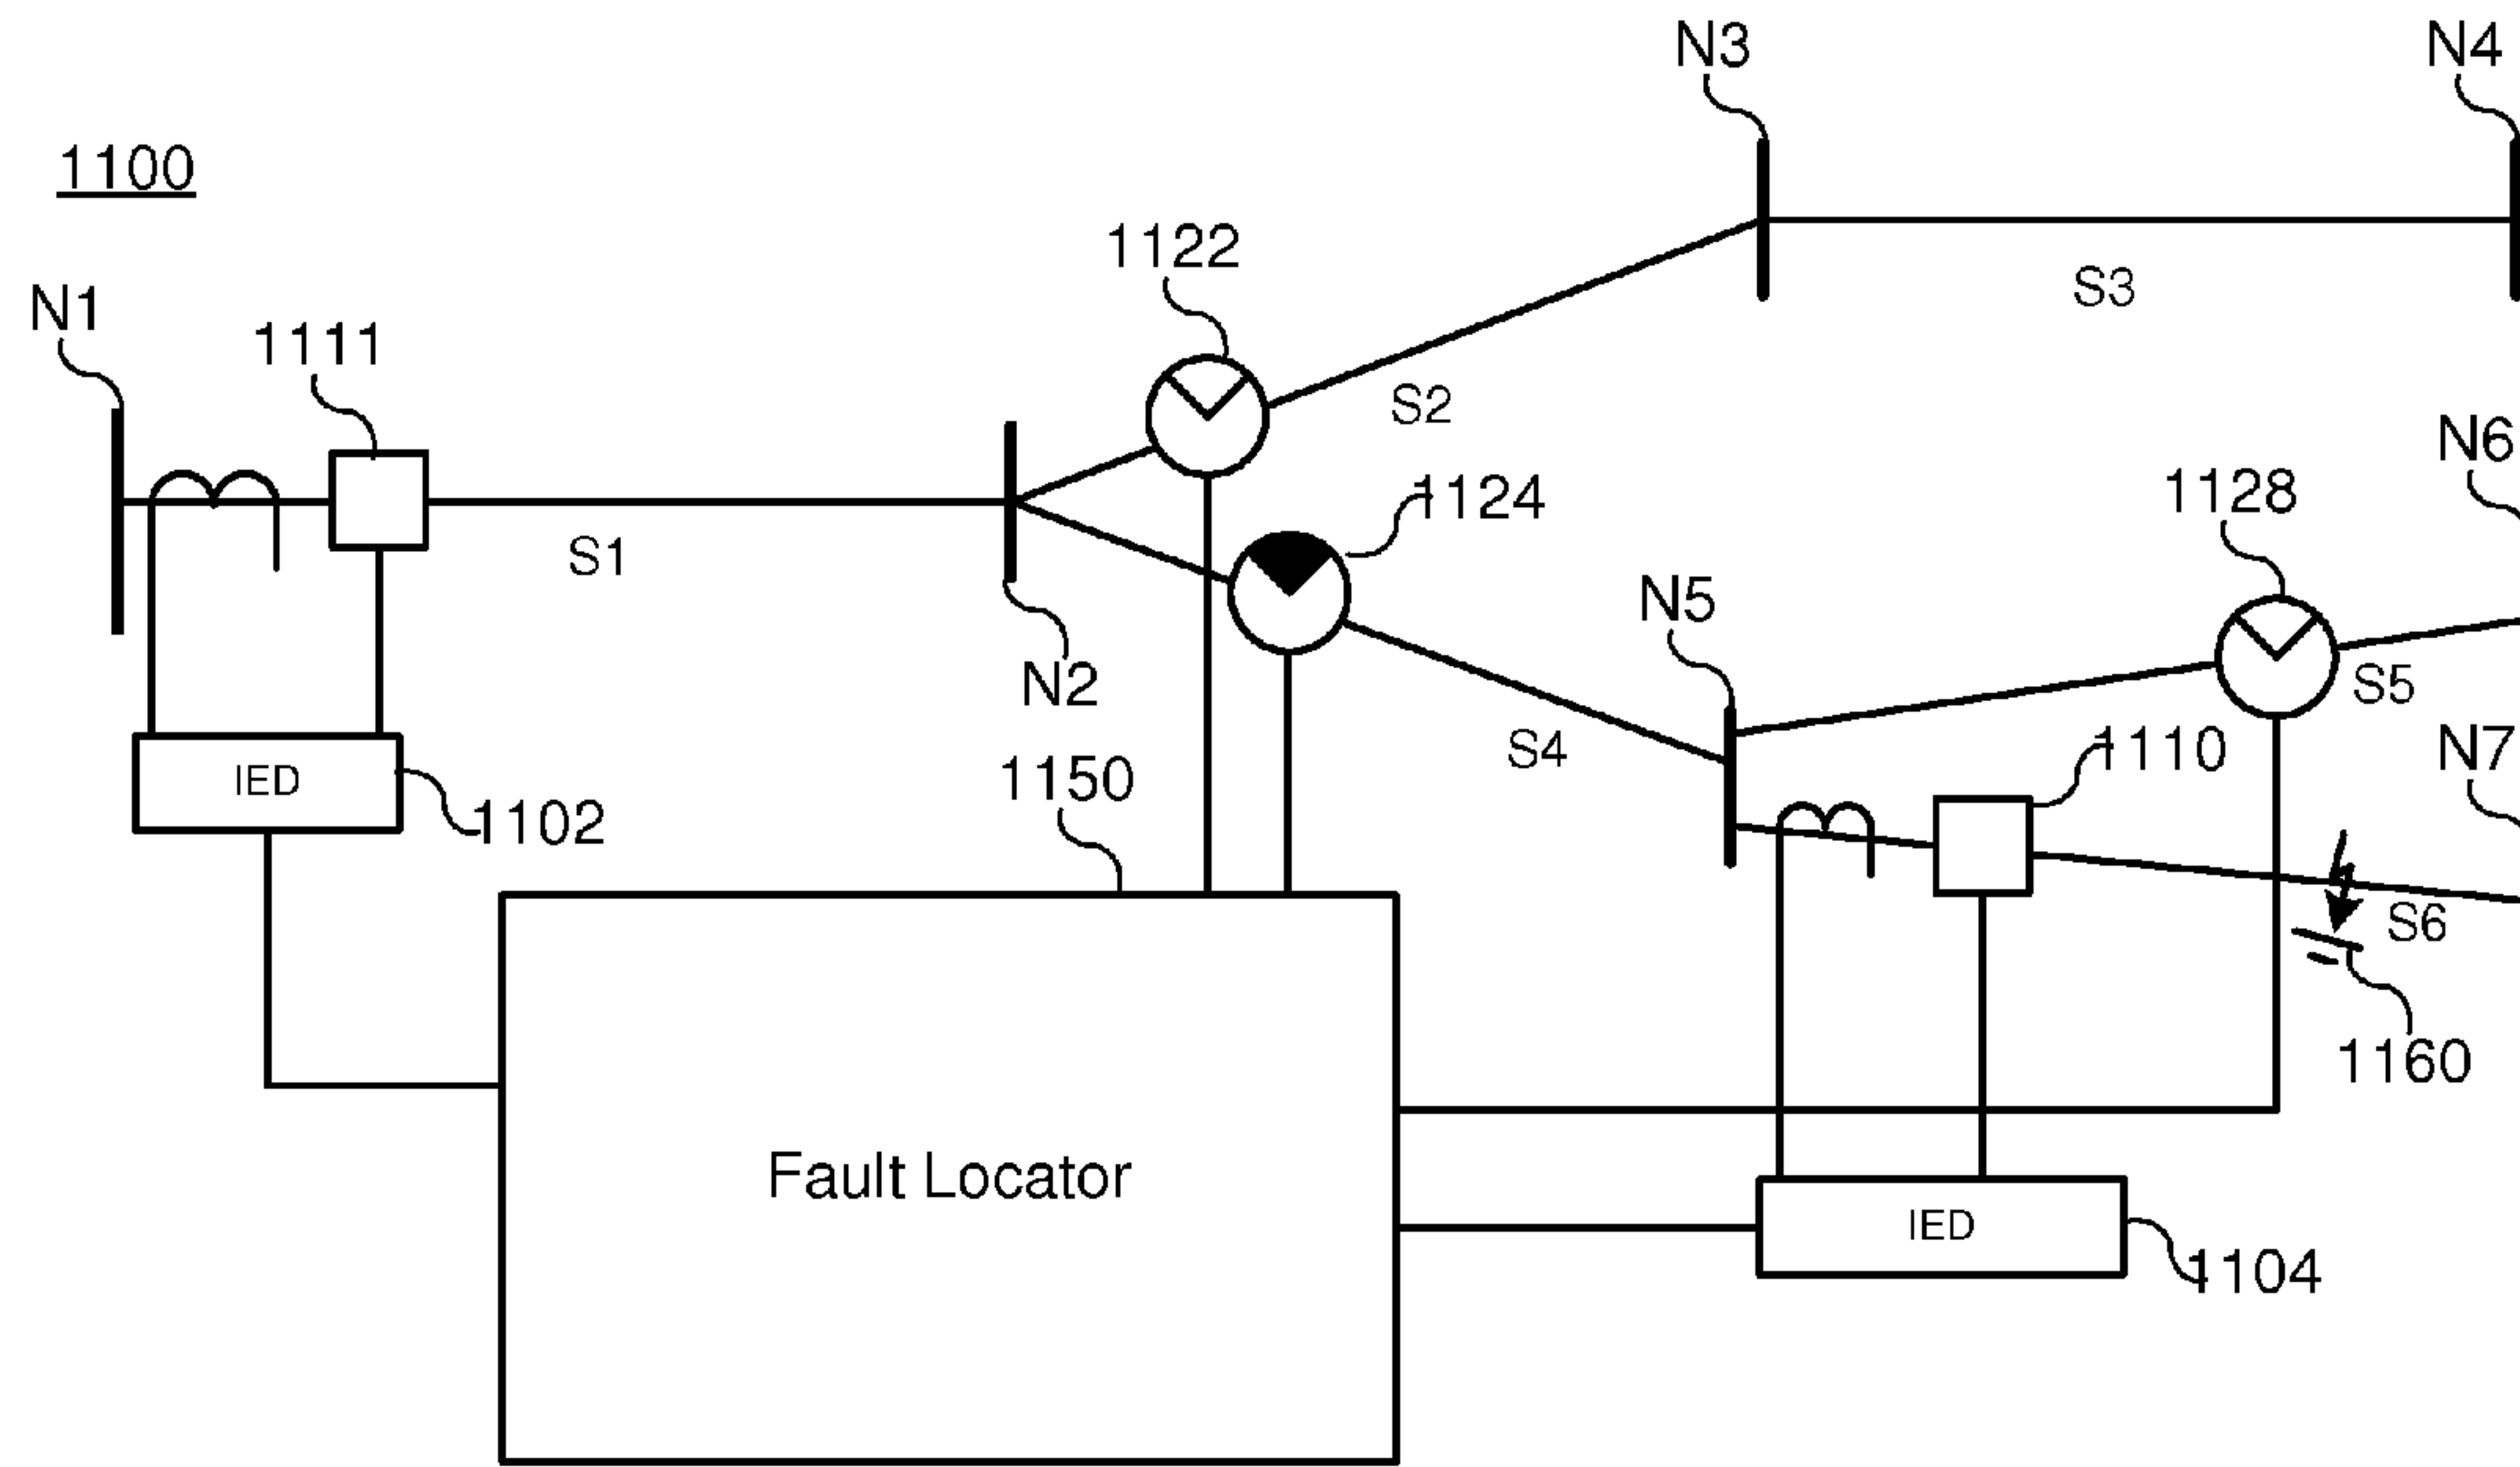 N3
N4
1100
1122
N1
1111
S3
S2
N6
1128
1124
S1
N5
N2
S5
1110
N7
S4
1150
IED
1102
S6
1160
Fault Locator
IED
1104